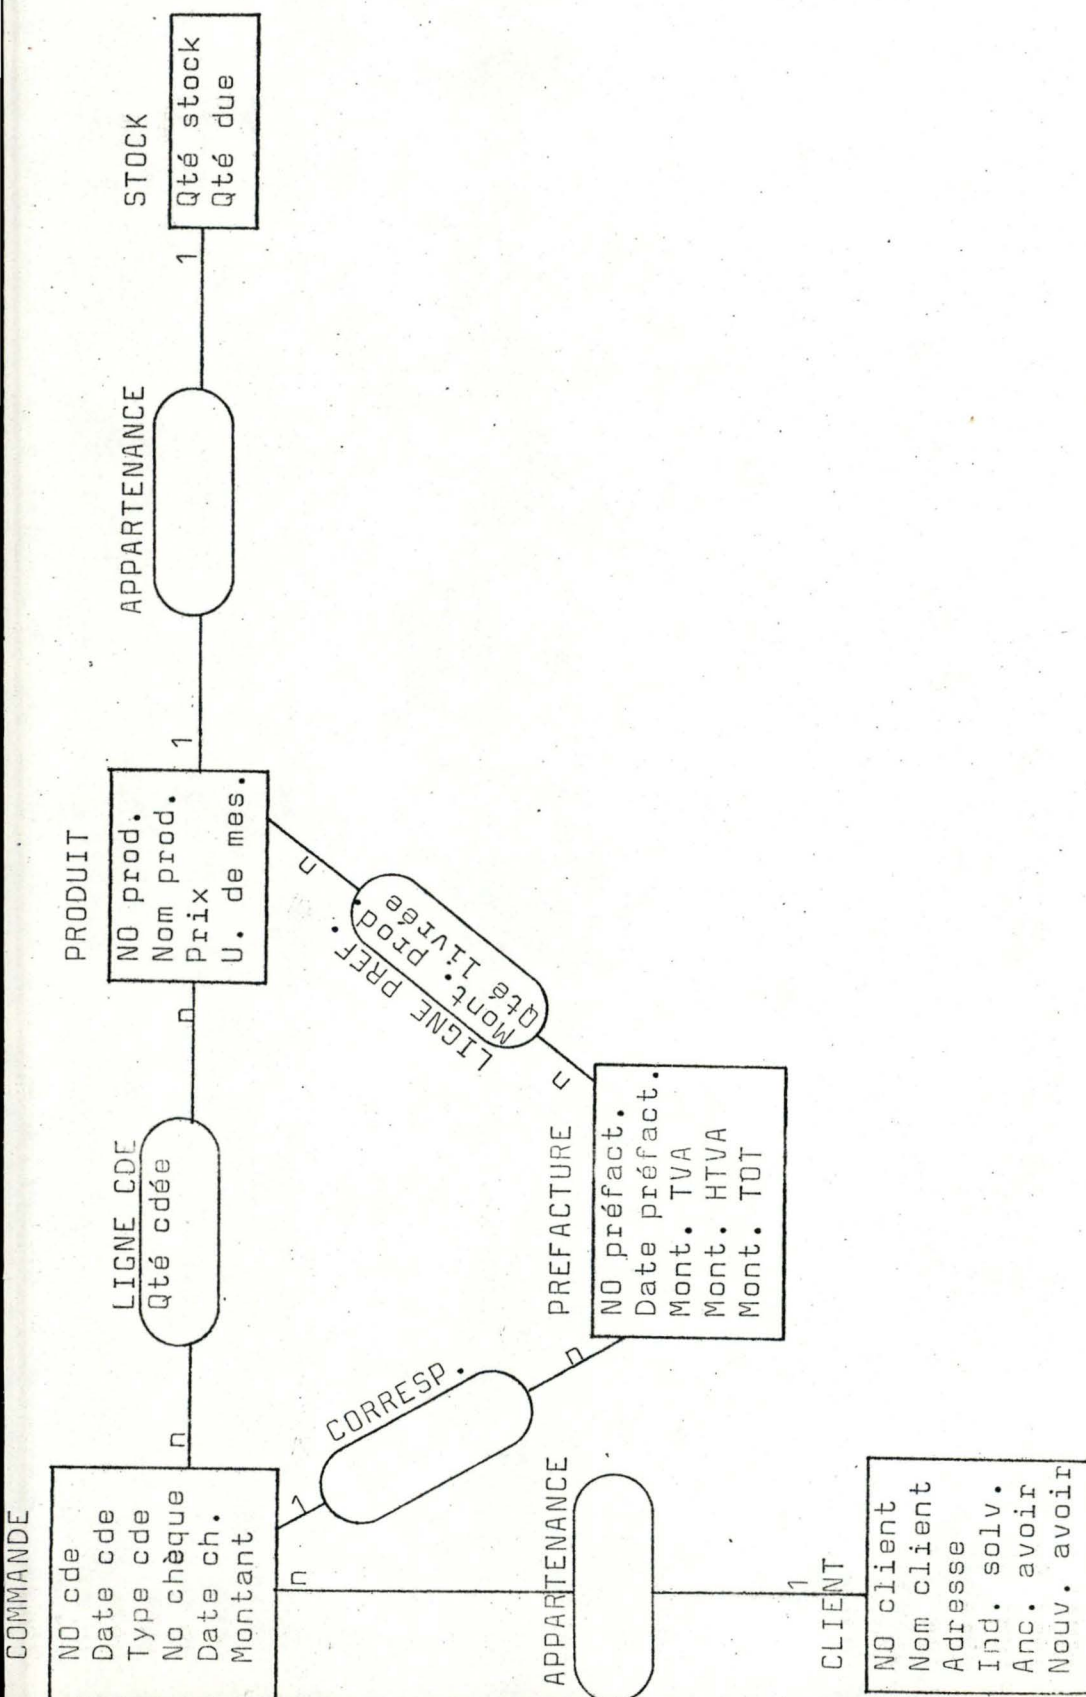 COMMANDE
NO cde
Date cde
Type cde
No chèque
Date ch.
Montant
n
LIGNE CDE
Qté cdée
n
PRODUIT
NO prod.
Nom prod.
Prix
U. de mes.
1
APPARTENANCE
1
STOCK
Qté stock
Qté due
1
CORRESP.
n
PREFACTURE
NO préfact.
Date préfact.
Mont. TVA
Mont. HTVA
Mont. TOT
n
LIGNE PREF.
Mont. prod.
Qté livrée
n
n
APPARTENANCE
1
CLIENT
NO client
Nom client
Adresse
Ind. solv.
Anc. avoir
Nouv. avoir